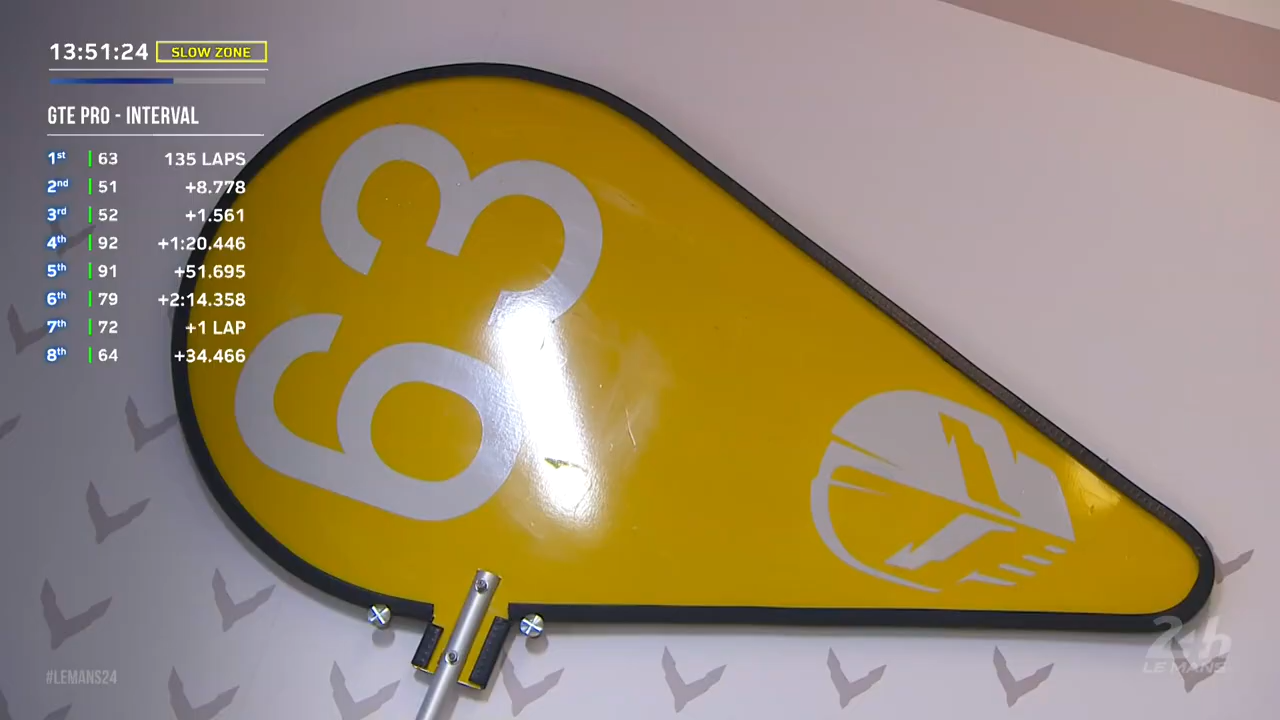 13:51:24 SLOW ZONE
GTE PRO - INTERVAL
1st 63 135 LAPS
2nd 51 +8.778
3rd 52 +1.561
4th 92 +1:20.446
5th 91 +51.695
6th 79 +2:14.358
7th 72 +1 LAP
8th 64 +34.466
63
#LEMANS24
24h
LE MANS